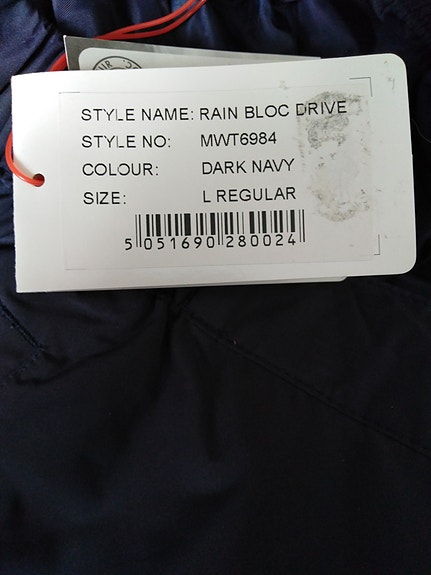 STYLE NAME: RAIN BLOC DRIVE
STYLE NO: MWT6984
COLOUR: DARK NAVY
SIZE: L REGULAR
5 051690 280024